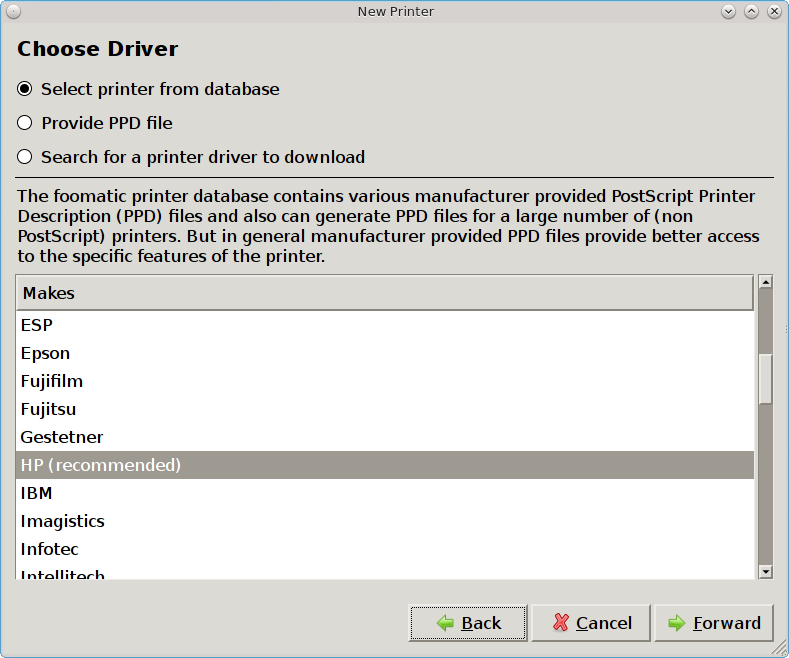 New Printer
Choose Driver
Select printer from database
Provide PPD file
Search for a printer driver to download
The foomatic printer database contains various manufacturer provided PostScript Printer
Description (PPD) files and also can generate PPD files for a large number of (non
PostScript) printers. But in general manufacturer provided PPD files provide better access
to the specific features of the printer.
Makes
ESP
Epson
Fujifilm
Fujitsu
Gestetner
HP (recommended)
IBM
Imagistics
Infotec
Intellitech
Back
Cancel
Forward